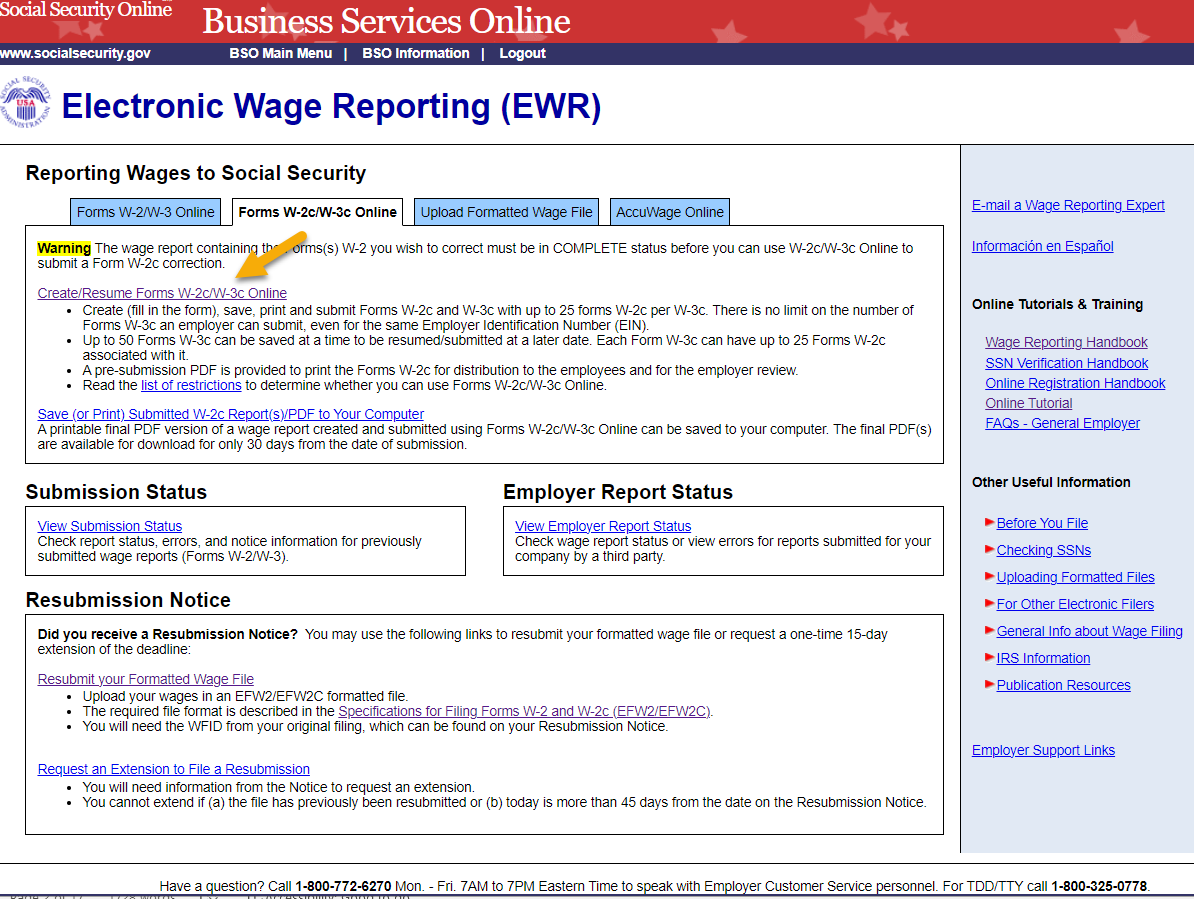 Social Security Online
Business Services Online
www.socialsecurity.gov
BSO Main Menu | BSO Information | Logout
SOCIAL SECURITY ADMINISTRATION
USA
Electronic Wage Reporting (EWR)
Reporting Wages to Social Security
Forms W-2/W-3 Online
Forms W-2c/W-3c Online
Upload Formatted Wage File
AccuWage Online
Warning The wage report containing the Forms(s) W-2 you wish to correct must be in COMPLETE status before you can use W-2c/W-3c Online to
submit a Form W-2c correction.
Create/Resume Forms W-2c/W-3c Online
• Create (fill in the form), save, print and submit Forms W-2c and W-3c with up to 25 forms W-2c per W-3c. There is no limit on the number of
Forms W-3c an employer can submit, even for the same Employer Identification Number (EIN).
• Up to 50 Forms W-3c can be saved at a time to be resumed/submitted at a later date. Each Form W-3c can have up to 25 Forms W-2c
associated with it.
• A pre-submission PDF is provided to print the Forms W-2c for distribution to the employees and for the employer review.
• Read the list of restrictions to determine whether you can use Forms W-2c/W-3c Online.
Save (or Print) Submitted W-2c Report(s)/PDF to Your Computer
A printable final PDF version of a wage report created and submitted using Forms W-2c/W-3c Online can be saved to your computer. The final PDF(s)
are available for download for only 30 days from the date of submission.
Submission Status
View Submission Status
Check report status, errors, and notice information for previously
submitted wage reports (Forms W-2/W-3).
Employer Report Status
View Employer Report Status
Check wage report status or view errors for reports submitted for your
company by a third party.
Resubmission Notice
Did you receive a Resubmission Notice? You may use the following links to resubmit your formatted wage file or request a one-time 15-day
extension of the deadline:
Resubmit your Formatted Wage File
• Upload your wages in an EFW2/EFW2C formatted file.
• The required file format is described in the Specifications for Filing Forms W-2 and W-2c (EFW2/EFW2C).
• You will need the WFID from your original filing, which can be found on your Resubmission Notice.
Request an Extension to File a Resubmission
• You will need information from the Notice to request an extension.
• You cannot extend if (a) the file has previously been resubmitted or (b) today is more than 45 days from the date on the Resubmission Notice.
E-mail a Wage Reporting Expert
Información en Español
Online Tutorials & Training
Wage Reporting Handbook
SSN Verification Handbook
Online Registration Handbook
Online Tutorial
FAQs - General Employer
Other Useful Information
Before You File
Checking SSNs
Uploading Formatted Files
For Other Electronic Filers
General Info about Wage Filing
IRS Information
Publication Resources
Employer Support Links
Have a question? Call 1-800-772-6270 Mon. - Fri. 7AM to 7PM Eastern Time to speak with Employer Customer Service personnel. For TDD/TTY call 1-800-325-0778.